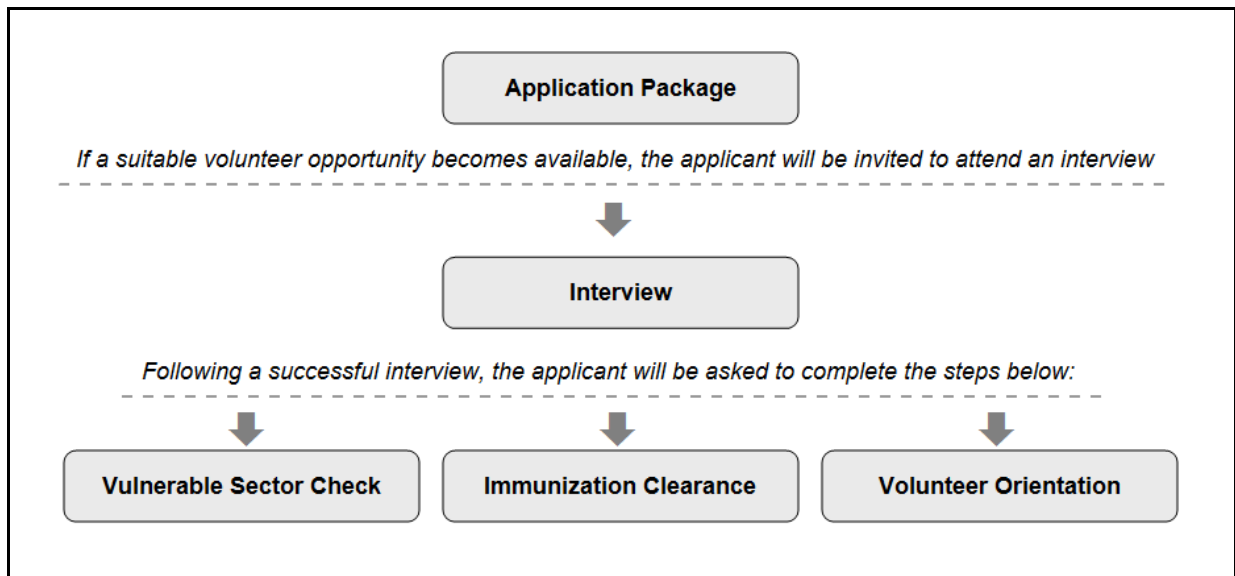 Application Package
If a suitable volunteer opportunity becomes available, the applicant will be invited to attend an interview
Interview
Following a successful interview, the applicant will be asked to complete the steps below:
Vulnerable Sector Check
Immunization Clearance
Volunteer Orientation